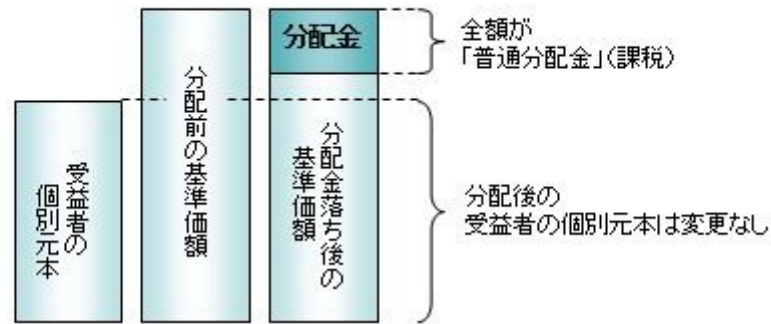 受益者の
個別元本
分配前の基準価額
分配金
分配金落ち後の
基準価額
全額が
「普通分配金」(課税)
分配後の
受益者の個別元本は変更なし